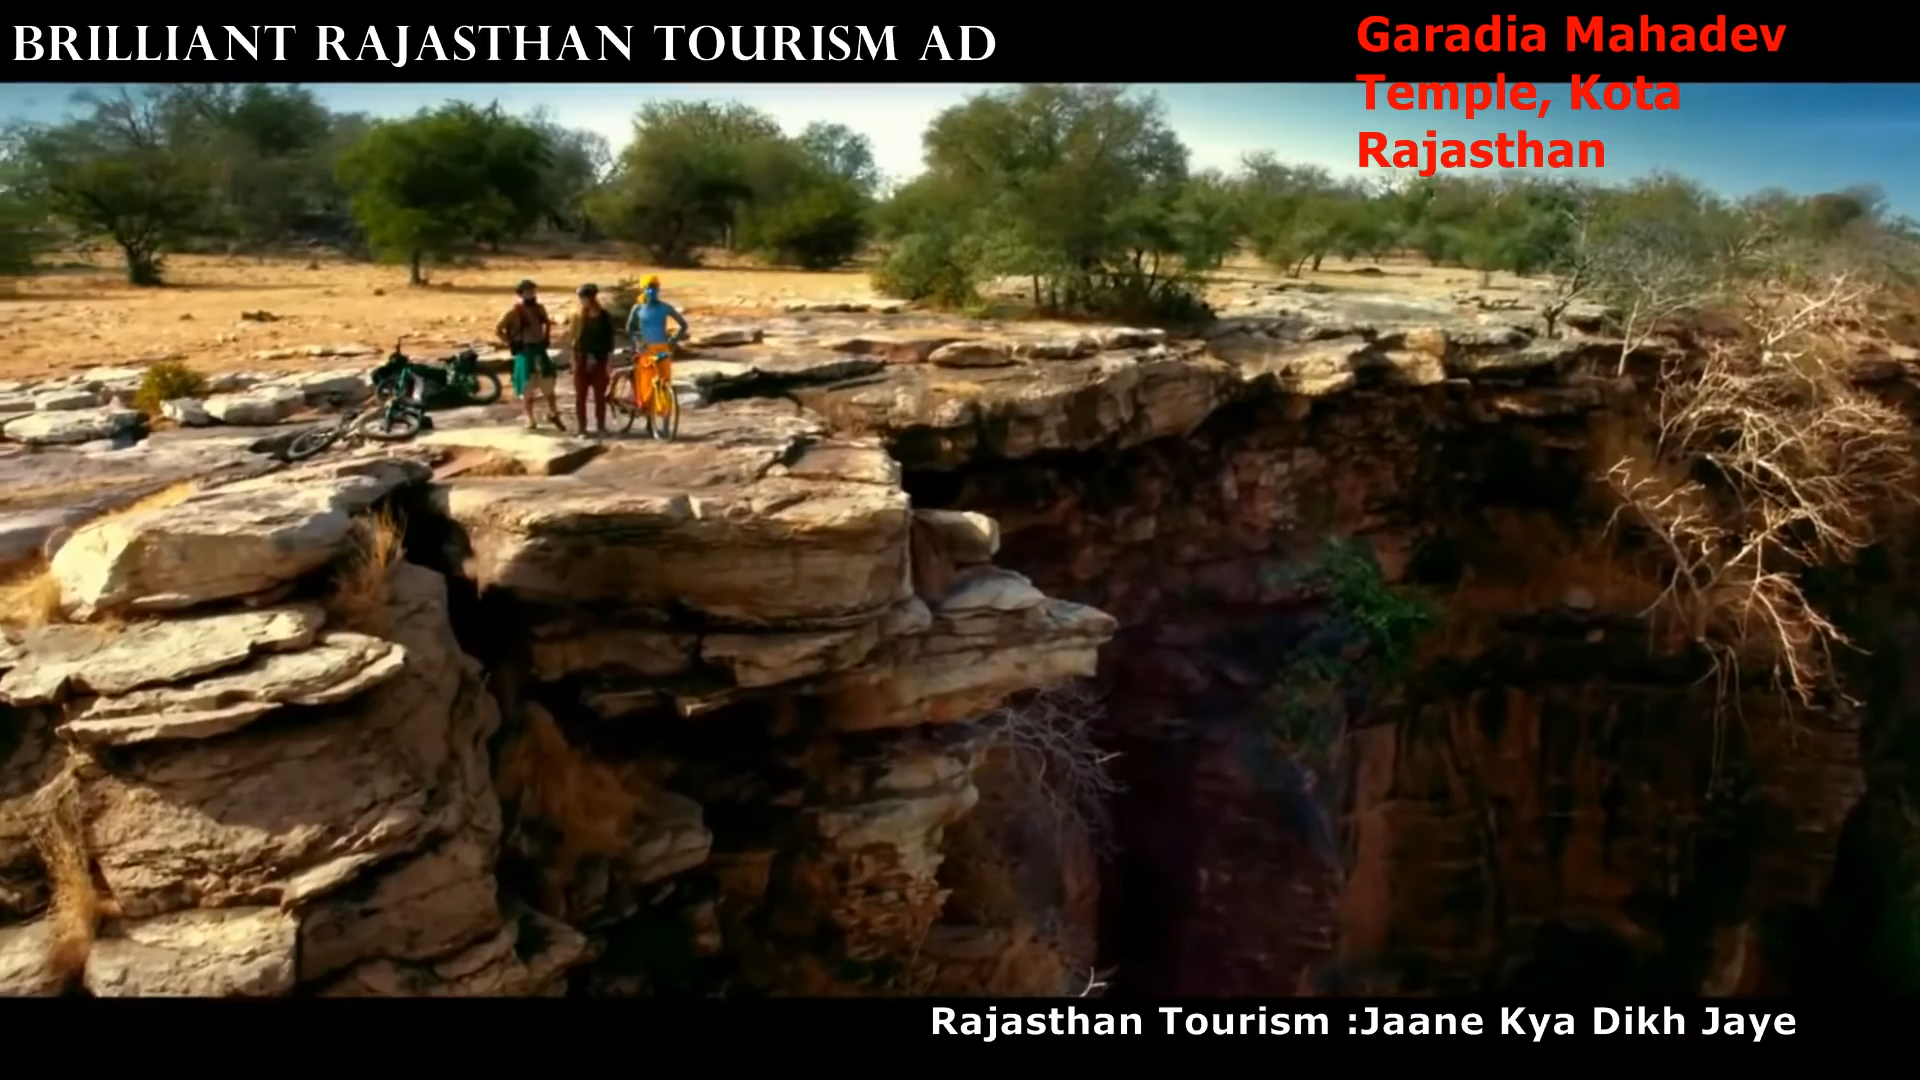 BRILLIANT RAJASTHAN TOURISM AD
Garadia Mahadev
Temple, Kota
Rajasthan
Rajasthan Tourism :Jaane Kya Dikh Jaye